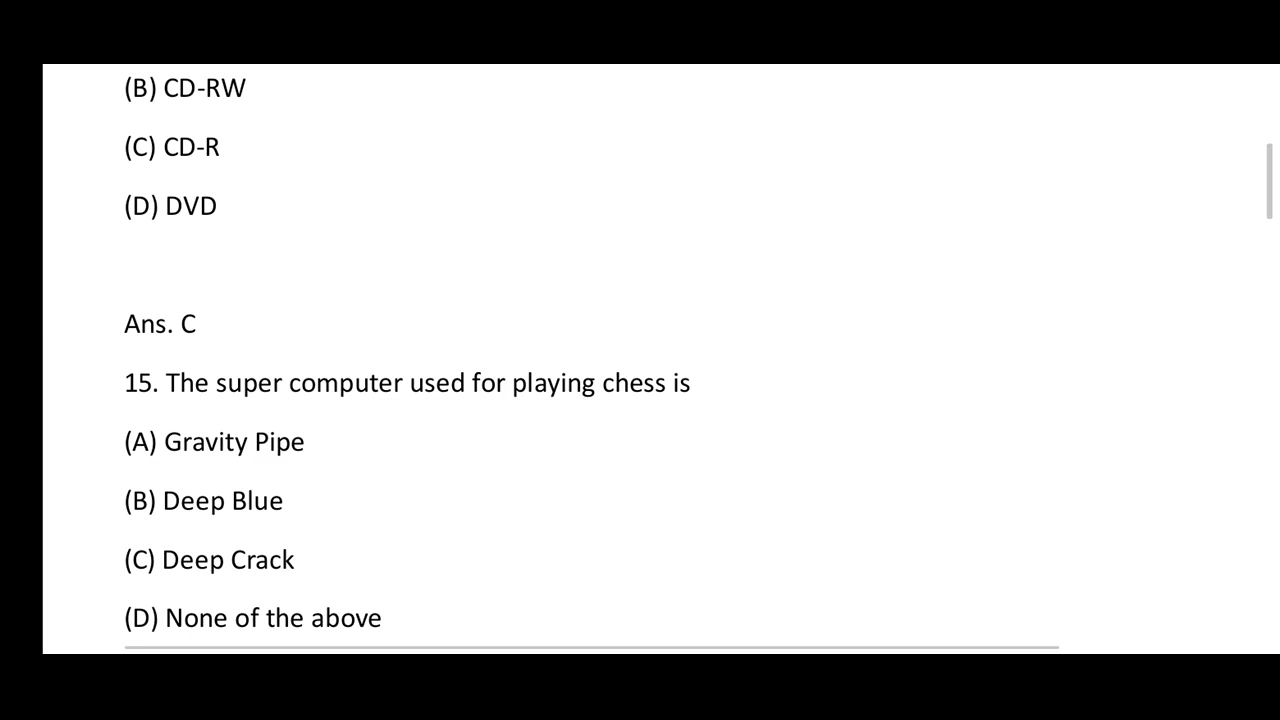 (B) CD-RW
(C) CD-R
(D) DVD
Ans. C
15. The super computer used for playing chess is
(A) Gravity Pipe
(B) Deep Blue
(C) Deep Crack
(D) None of the above